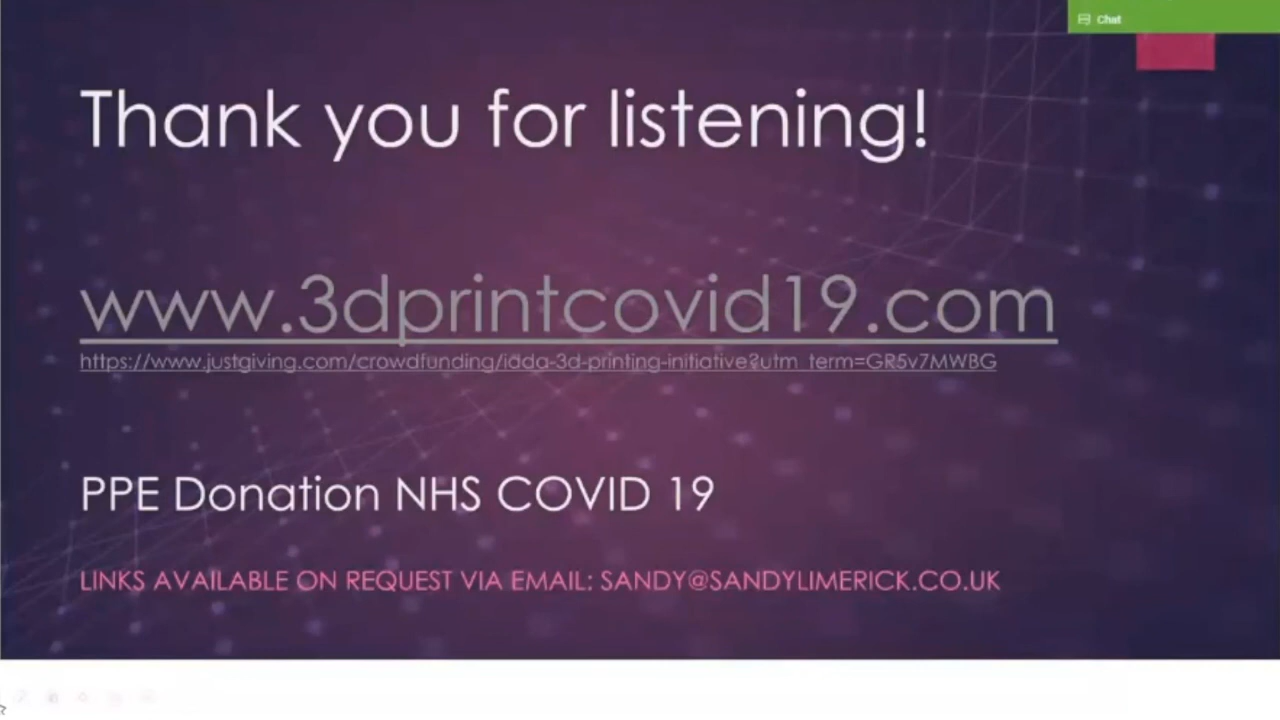 Chat
Thank you for listening!
www.3dprintcovid19.com
https://www.justgiving.com/crowdfunding/iadda-3d-printing-initiative?utm_term=GR5v7MWBG
PPE Donation NHS COVID 19
LINKS AVAILABLE ON REQUEST VIA EMAIL: SANDY@SANDYLIMERICK.CO.UK